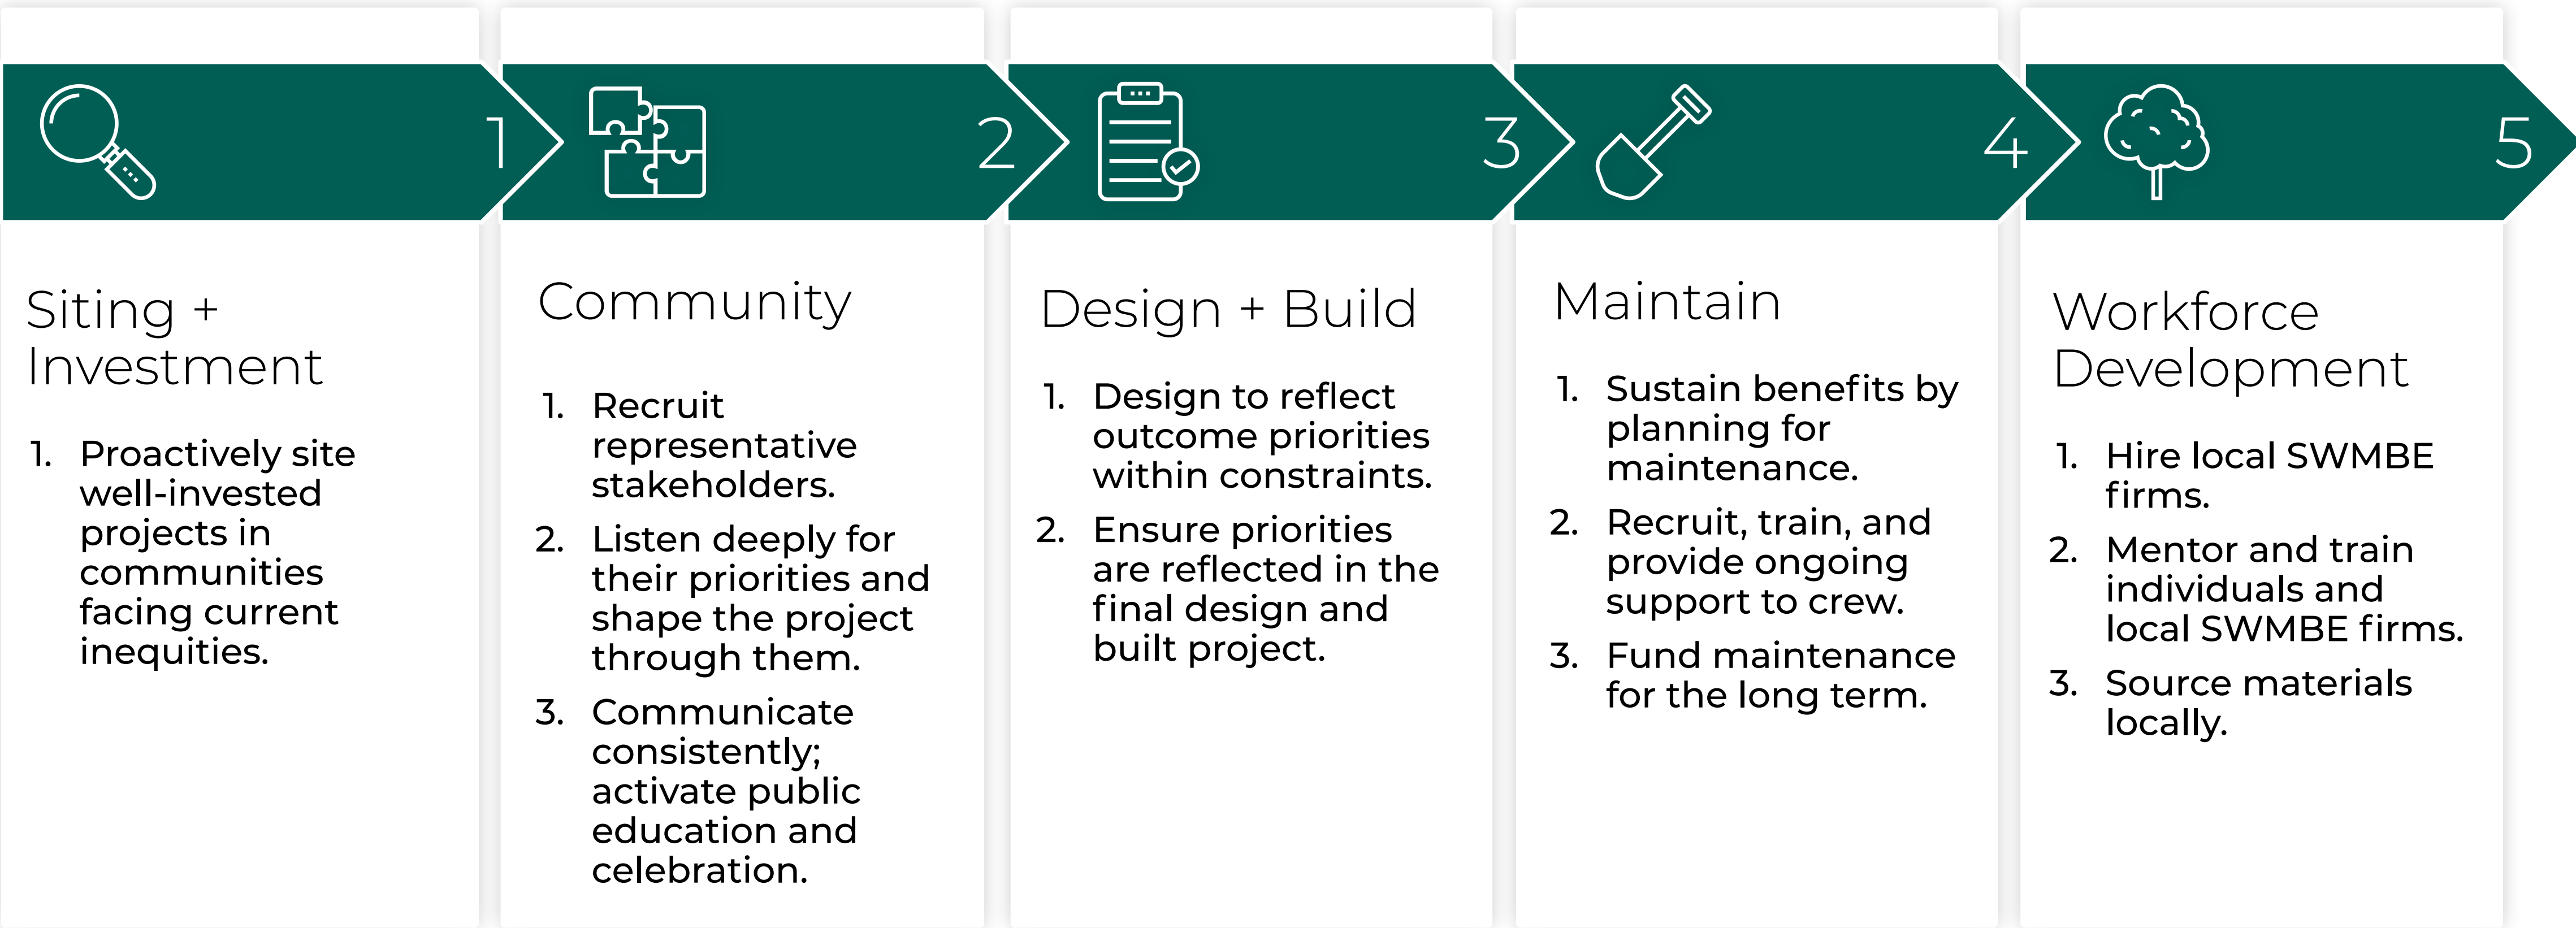 1
2
3
4
5
Siting +
Investment
1. Proactively site
well-invested
projects in
communities
facing current
inequities.
Community
1. Recruit
representative
stakeholders.
2. Listen deeply for
their priorities and
shape the project
through them.
3. Communicate
consistently;
activate public
education and
celebration.
Design + Build
1. Design to reflect
outcome priorities
within constraints.
2. Ensure priorities
are reflected in the
final design and
built project.
Maintain
1. Sustain benefits by
planning for
maintenance.
2. Recruit, train, and
provide ongoing
support to crew.
3. Fund maintenance
for the long term.
Workforce
Development
1. Hire local SWMBE
firms.
2. Mentor and train
individuals and
local SWMBE firms.
3. Source materials
locally.